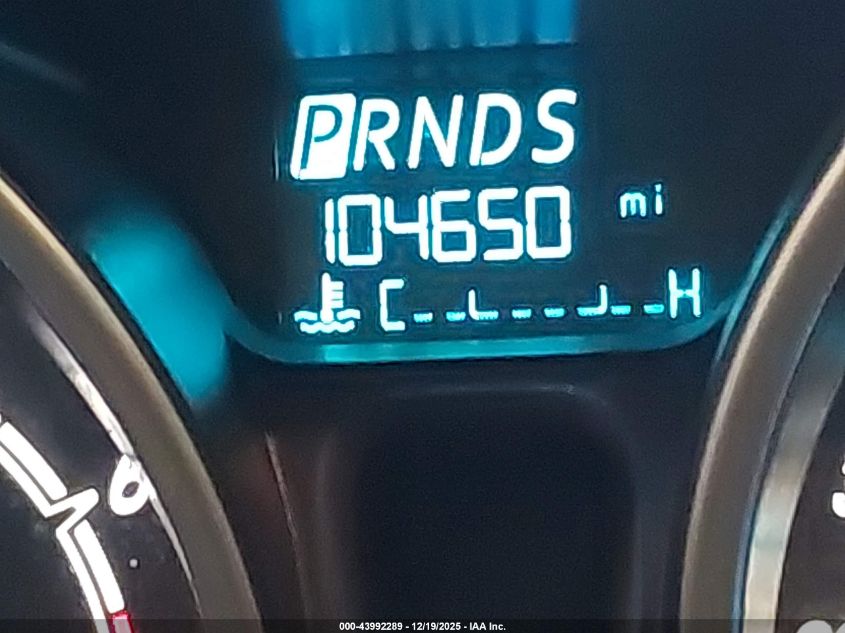 PRNDS
104650 mi
C H
000-43992289 - 12/19/2025 - IAA Inc.